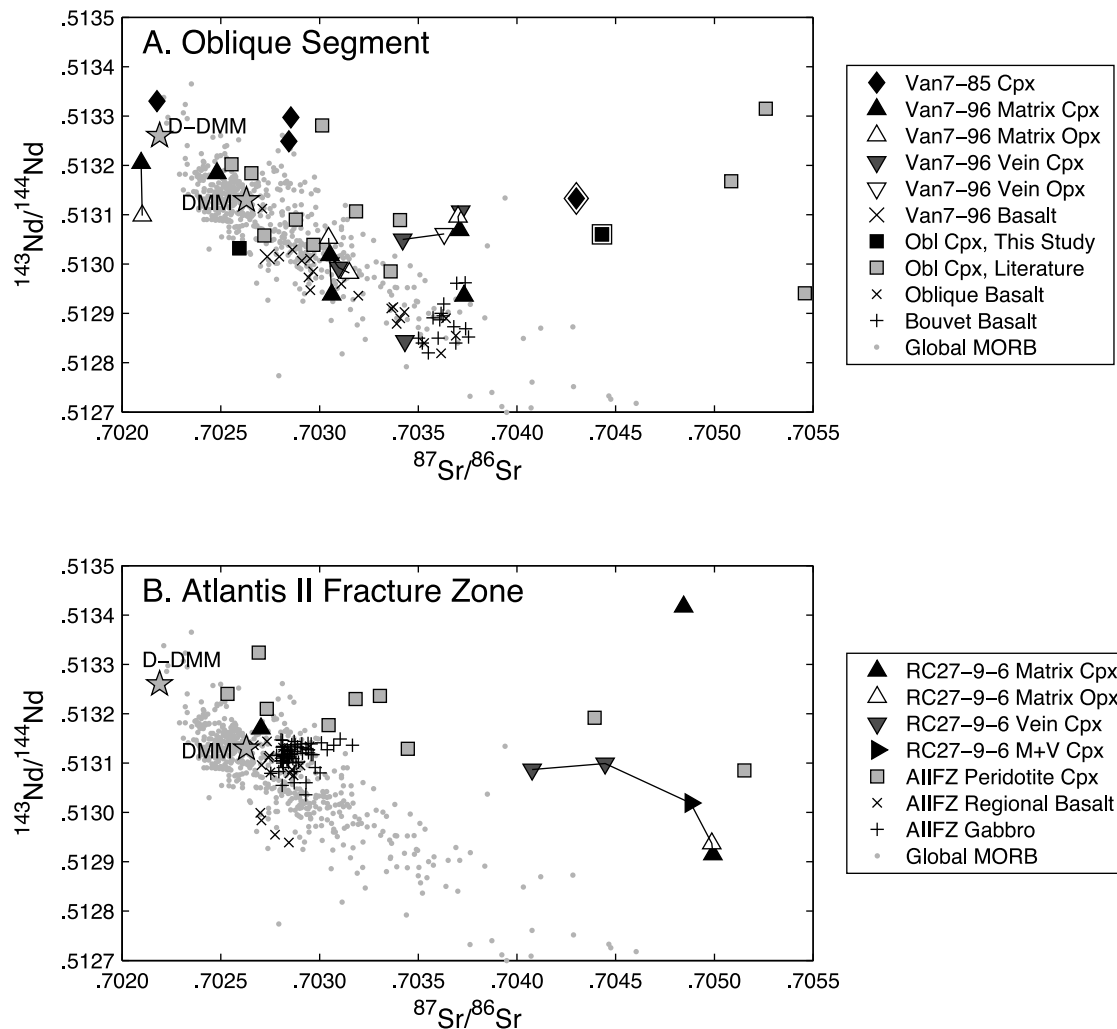 A. Oblique Segment
.5135
.5134
.5133
.5132
.5131
.5130
.5129
.5128
.5127
143Nd/144Nd
D-DMM
DMM
.7020
.7025
.7030
.7035
.7040
.7045
.7050
.7055
87Sr/86Sr
Van7-85 Cpx
Van7-96 Matrix Cpx
Van7-96 Matrix Opx
Van7-96 Vein Cpx
Van7-96 Vein Opx
Van7-96 Basalt
Obl Cpx, This Study
Obl Cpx, Literature
Oblique Basalt
Bouvet Basalt
Global MORB
B. Atlantis II Fracture Zone
.5135
.5134
.5133
.5132
.5131
.5130
.5129
.5128
.5127
143Nd/144Nd
D-DMM
DMM
.7020
.7025
.7030
.7035
.7040
.7045
.7050
.7055
87Sr/86Sr
RC27-9-6 Matrix Cpx
RC27-9-6 Matrix Opx
RC27-9-6 Vein Cpx
RC27-9-6 M+V Cpx
AIIFZ Peridotite Cpx
AIIFZ Regional Basalt
AIIFZ Gabbro
Global MORB